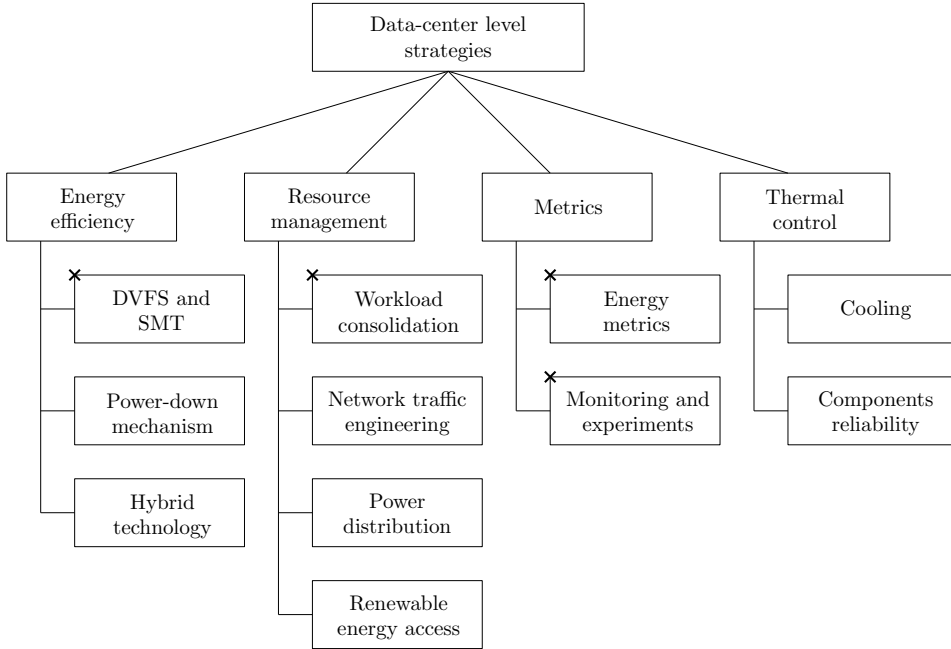 Data-center level
strategies
Energy
efficiency
Resource
management
Metrics
Thermal
control
DVFS and
SMT
Workload
consolidation
Energy
metrics
Cooling
Power-down
mechanism
Network traffic
engineering
Monitoring and
experiments
Components
reliability
Hybrid
technology
Power
distribution
Renewable
energy access